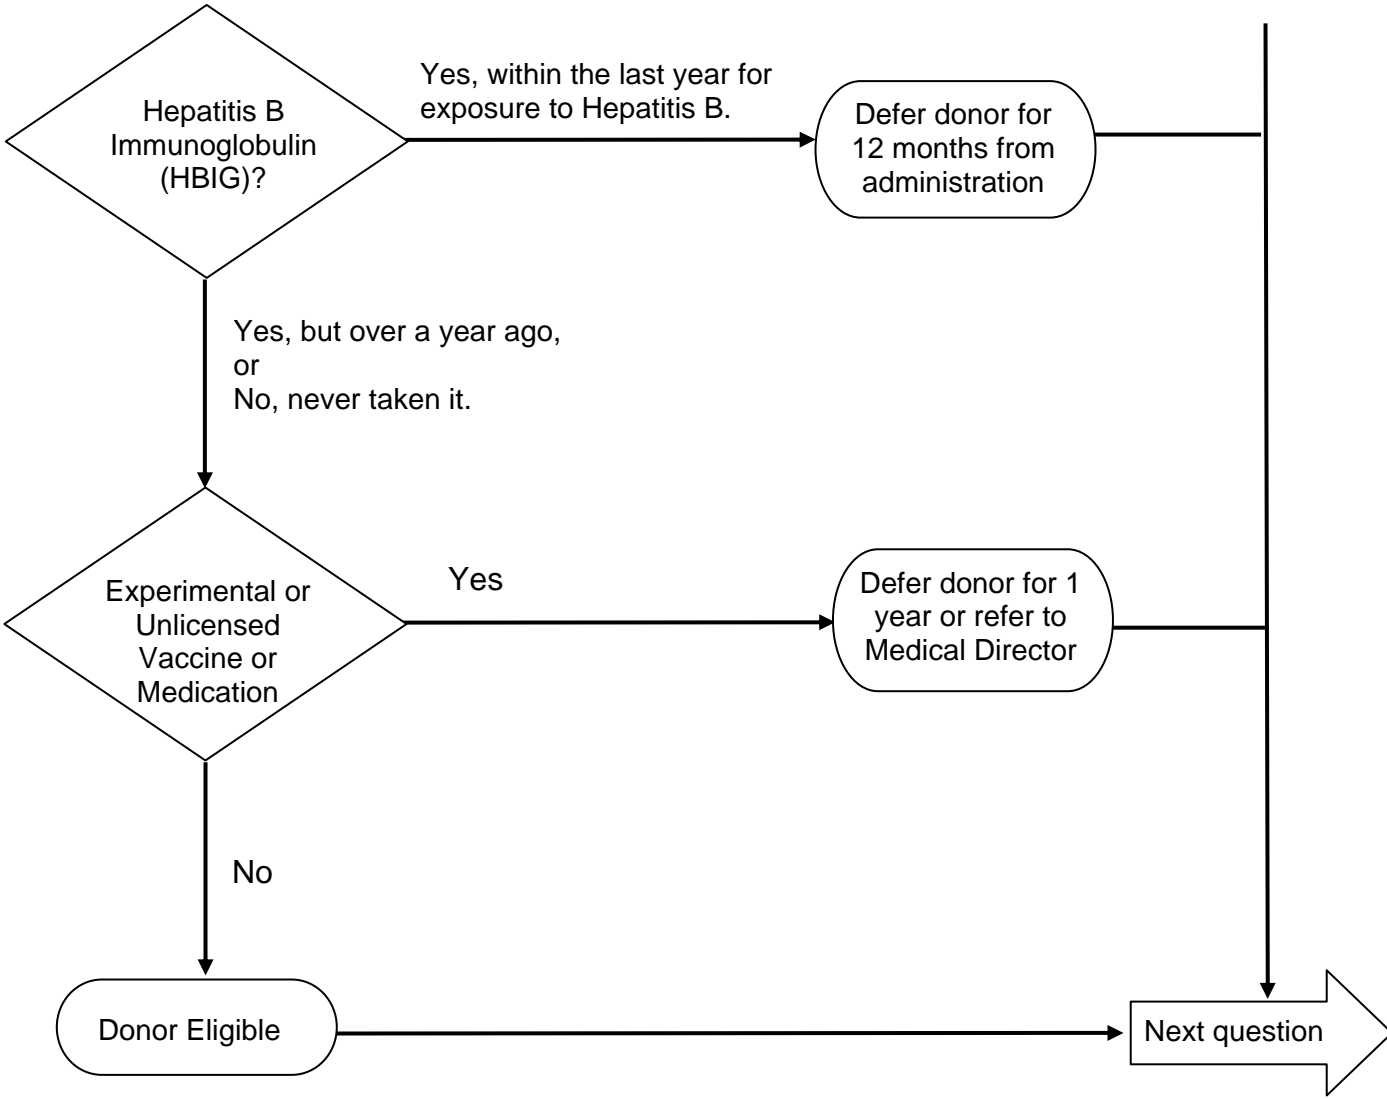 Hepatitis B
Immunoglobulin
(HBIG)?
Yes, within the last year for
exposure to Hepatitis B.
Defer donor for
12 months from
administration
Yes, but over a year ago,
or
No, never taken it.
Experimental or
Unlicensed
Vaccine or
Medication
Yes
Defer donor for 1
year or refer to
Medical Director
No
Donor Eligible
Next question